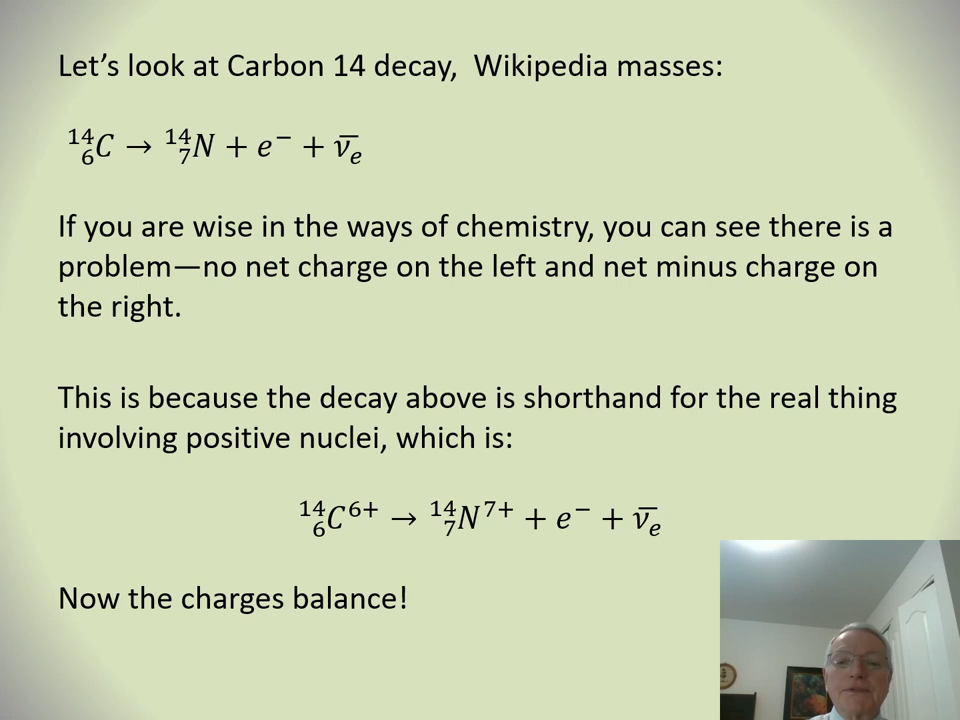 Let’s look at Carbon 14 decay,  Wikipedia masses:
¹⁴₆C → ¹⁴₇N + e⁻ + ν̅ₑ
If you are wise in the ways of chemistry, you can see there is a
problem—no net charge on the left and net minus charge on
the right.
This is because the decay above is shorthand for the real thing
involving positive nuclei, which is:
¹⁴₆C⁶⁺ → ¹⁴₇N⁷⁺ + e⁻ + ν̅ₑ
Now the charges balance!